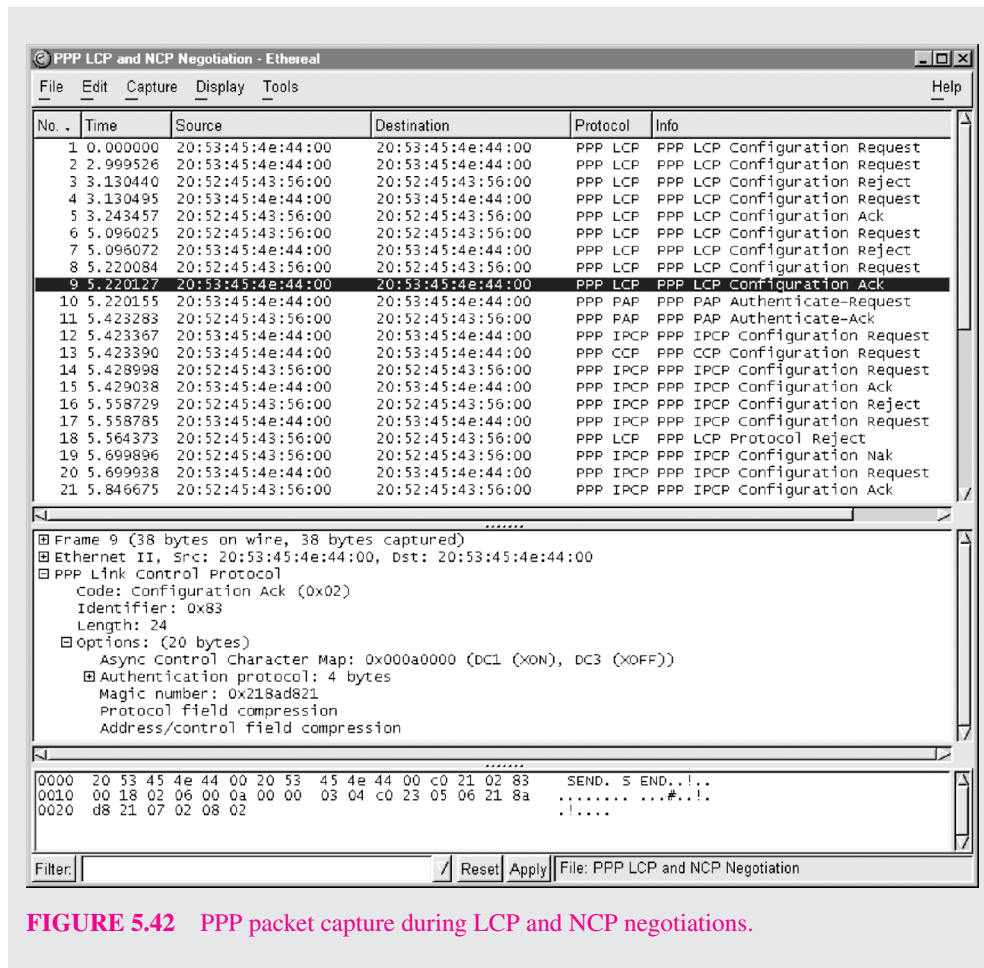 PPP LCP and NCP Negotiation - Ethereal
File Edit Capture Display Tools Help
No. . Time Source Destination Protocol Info
1 0.000000 20:53:45:4e:44:00 20:53:45:4e:44:00 PPP LCP PPP LCP Configuration Request
2 2.999526 20:53:45:4e:44:00 20:53:45:4e:44:00 PPP LCP PPP LCP Configuration Request
3 3.130440 20:52:45:43:56:00 20:52:45:43:56:00 PPP LCP PPP LCP Configuration Reject
4 3.130495 20:53:45:4e:44:00 20:53:45:4e:44:00 PPP LCP PPP LCP Configuration Request
5 3.243457 20:52:45:43:56:00 20:52:45:43:56:00 PPP LCP PPP LCP Configuration Ack
6 5.096025 20:52:45:43:56:00 20:52:45:43:56:00 PPP LCP PPP LCP Configuration Request
7 5.096072 20:53:45:4e:44:00 20:53:45:4e:44:00 PPP LCP PPP LCP Configuration Reject
8 5.220084 20:52:45:43:56:00 20:52:45:43:56:00 PPP LCP PPP LCP Configuration Request
9 5.220127 20:53:45:4e:44:00 20:53:45:4e:44:00 PPP LCP PPP LCP Configuration Ack
10 5.220155 20:53:45:4e:44:00 20:53:45:4e:44:00 PPP PAP PPP PAP Authenticate-Request
11 5.423283 20:52:45:43:56:00 20:52:45:43:56:00 PPP PAP PPP PAP Authenticate-Ack
12 5.423367 20:53:45:4e:44:00 20:53:45:4e:44:00 PPP IPCP PPP IPCP Configuration Request
13 5.423390 20:53:45:4e:44:00 20:53:45:4e:44:00 PPP CCP PPP CCP Configuration Request
14 5.428998 20:52:45:43:56:00 20:52:45:43:56:00 PPP IPCP PPP IPCP Configuration Request
15 5.429038 20:53:45:4e:44:00 20:53:45:4e:44:00 PPP IPCP PPP IPCP Configuration Ack
16 5.558729 20:52:45:43:56:00 20:52:45:43:56:00 PPP IPCP PPP IPCP Configuration Reject
17 5.558785 20:53:45:4e:44:00 20:53:45:4e:44:00 PPP IPCP PPP IPCP Configuration Request
18 5.564373 20:52:45:43:56:00 20:52:45:43:56:00 PPP LCP PPP LCP Protocol Reject
19 5.699896 20:52:45:43:56:00 20:52:45:43:56:00 PPP IPCP PPP IPCP Configuration Nak
20 5.699938 20:53:45:4e:44:00 20:53:45:4e:44:00 PPP IPCP PPP IPCP Configuration Request
21 5.846675 20:52:45:43:56:00 20:52:45:43:56:00 PPP IPCP PPP IPCP Configuration Ack
Frame 9 (38 bytes on wire, 38 bytes captured)
Ethernet II, Src: 20:53:45:4e:44:00, Dst: 20:53:45:4e:44:00
PPP Link Control Protocol
Code: Configuration Ack (0x02)
Identifier: 0x83
Length: 24
Options: (20 bytes)
Async Control Character Map: 0x000a0000 (DC1 (XON), DC3 (XOFF))
Authentication protocol: 4 bytes
Magic number: 0x218ad821
Protocol field compression
Address/control field compression
0000 20 53 45 4e 44 00 20 53 45 4e 44 00 c0 21 02 83 SEND. S END..!..
0010 00 18 02 06 00 0a 00 00 03 04 c0 23 05 06 21 8a ........ ...#..!.
0020 d8 21 07 02 08 02 .!....
Filter: Reset Apply File: PPP LCP and NCP Negotiation
FIGURE 5.42 PPP packet capture during LCP and NCP negotiations.